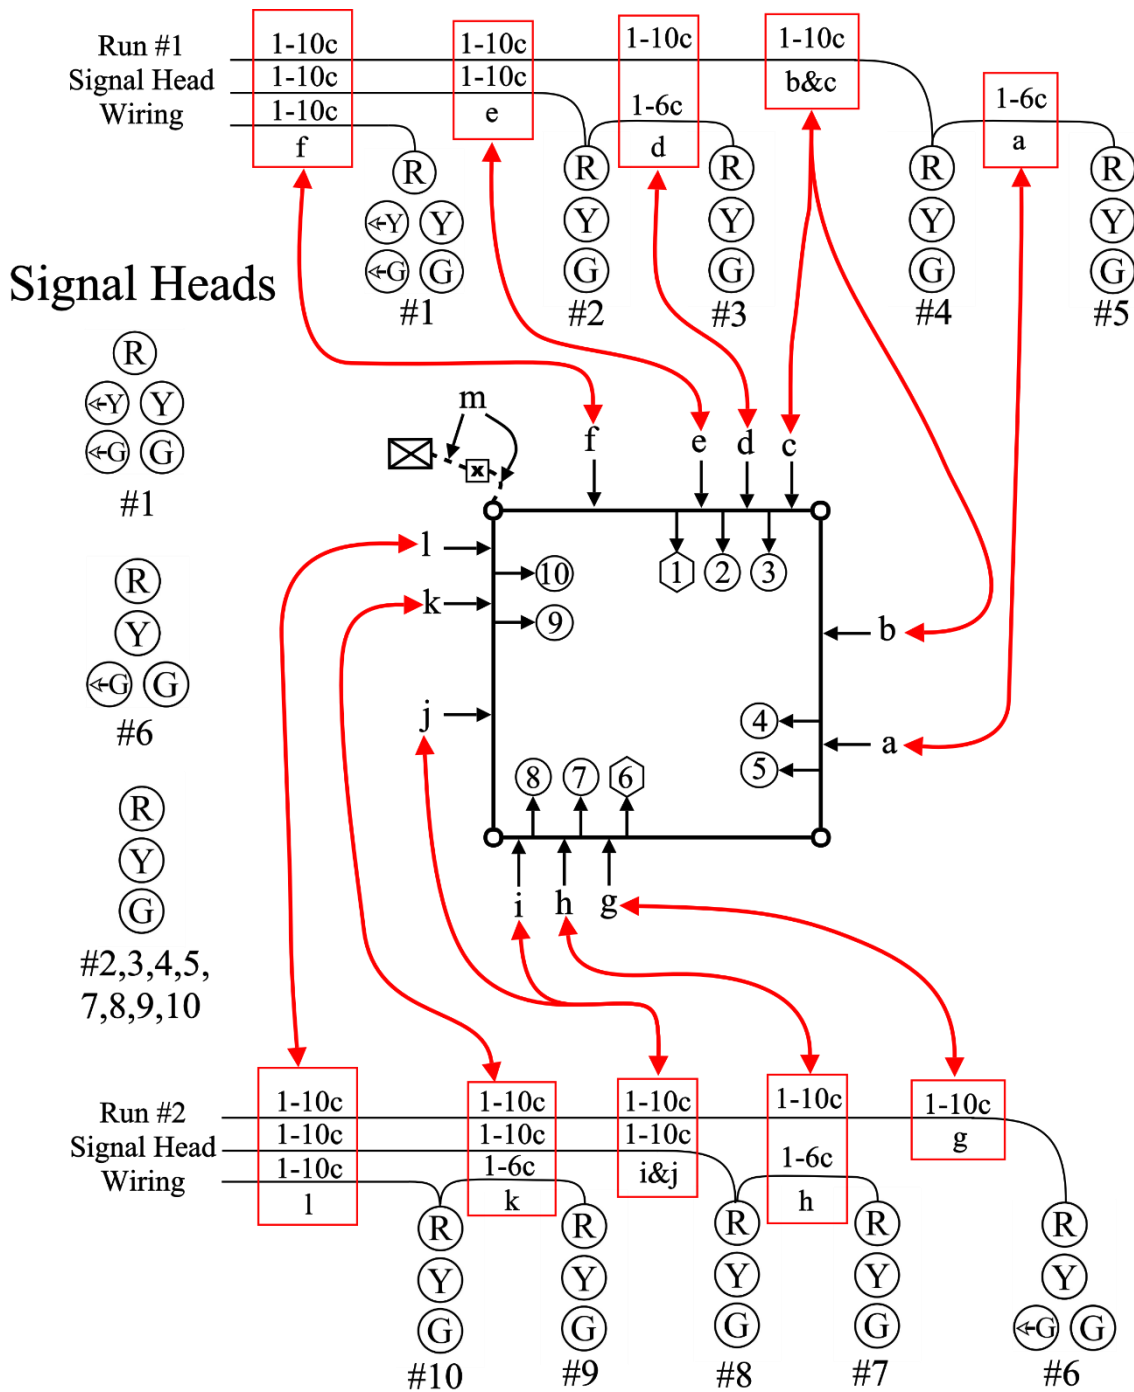 Run #1
Signal Head
Wiring
1-10c
1-10c
1-10c
f
1-10c
1-10c
e
1-10c
1-6c
d
1-10c
b&c
1-6c
a
R
←Y Y
←G G
#1
R
Y
G
#2
R
Y
G
#3
R
Y
G
#4
R
Y
G
#5
Signal Heads
R
←Y Y
←G G
#1
R
Y
←G G
#6
R
Y
G
#2,3,4,5,
7,8,9,10
m
x
f
e
d
c
l
k
j
10
9
1
2
3
b
a
4
5
8
7
6
i
h
g
Run #2
Signal Head
Wiring
1-10c
1-10c
1-10c
l
1-10c
1-10c
1-6c
k
1-10c
1-10c
i&j
1-10c
1-6c
h
1-10c
g
R
Y
G
#10
R
Y
G
#9
R
Y
G
#8
R
Y
G
#7
R
Y
←G G
#6